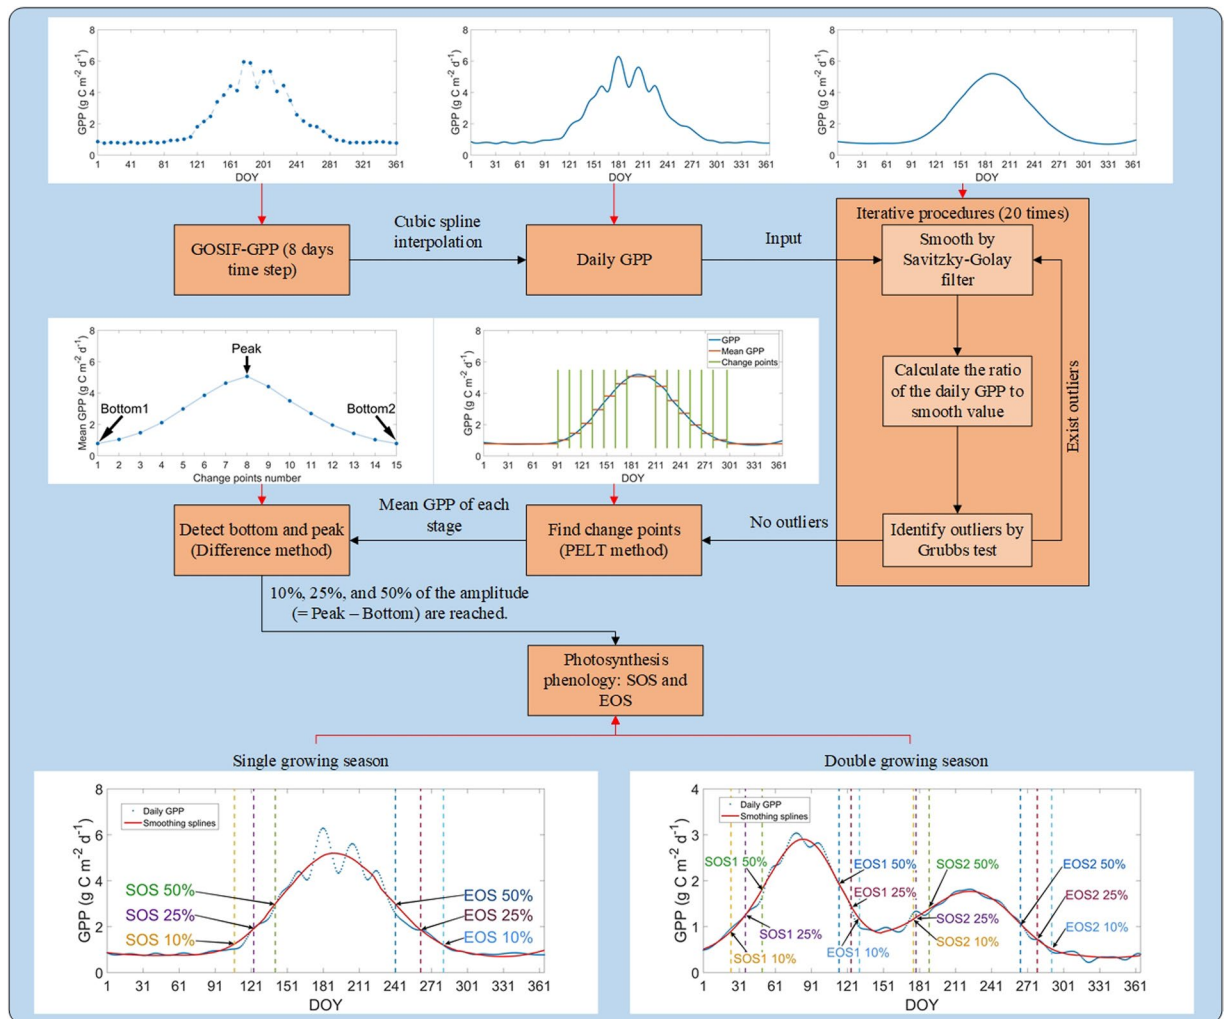 8
6
4
2
0
GPP (g C m⁻² d⁻¹)
1 41 81 121 161 201 241 281 321 361
DOY
8
6
4
2
0
GPP (g C m⁻² d⁻¹)
1 31 61 91 121 151 181 211 241 271 301 331 361
DOY
8
6
4
2
0
GPP (g C m⁻² d⁻¹)
1 31 61 91 121 151 181 211 241 271 301 331 361
DOY
GOSIF-GPP (8 days
time step)
Cubic spline
interpolation
Daily GPP
Input
Iterative procedures (20 times)
Smooth by
Savitzky-Golay
filter
Calculate the ratio
of the daily GPP to
smooth value
Exist outliers
Identify outliers by
Grubbs test
No outliers
8
6
4
2
0
Mean GPP (g C m⁻² d⁻¹)
Peak
Bottom1
Bottom2
1 2 3 4 5 6 7 8 9 10 11 12 13 14 15
Change points number
8
6
4
2
0
GPP (g C m⁻² d⁻¹)
GPP
Mean GPP
Change points
1 31 61 91 121 151 181 211 241 271 301 331 361
DOY
Find change points
(PELT method)
Mean GPP of each
stage
Detect bottom and peak
(Difference method)
10%, 25%, and 50% of the amplitude
(= Peak – Bottom) are reached.
Photosynthesis
phenology: SOS and
EOS
Single growing season
8
6
4
2
0
GPP (g C m⁻² d⁻¹)
Daily GPP
Smoothing splines
SOS 50%
SOS 25%
SOS 10%
EOS 50%
EOS 25%
EOS 10%
1 31 61 91 121 151 181 211 241 271 301 331 361
DOY
Double growing season
4
3
2
1
0
GPP (g C m⁻² d⁻¹)
Daily GPP
Smoothing splines
SOS1 50%
SOS1 25%
SOS1 10%
EOS1 50%
EOS1 25%
EOS1 10%
SOS2 50%
SOS2 25%
SOS2 10%
EOS2 50%
EOS2 25%
EOS2 10%
1 31 61 91 121 151 181 211 241 271 301 331 361
DOY